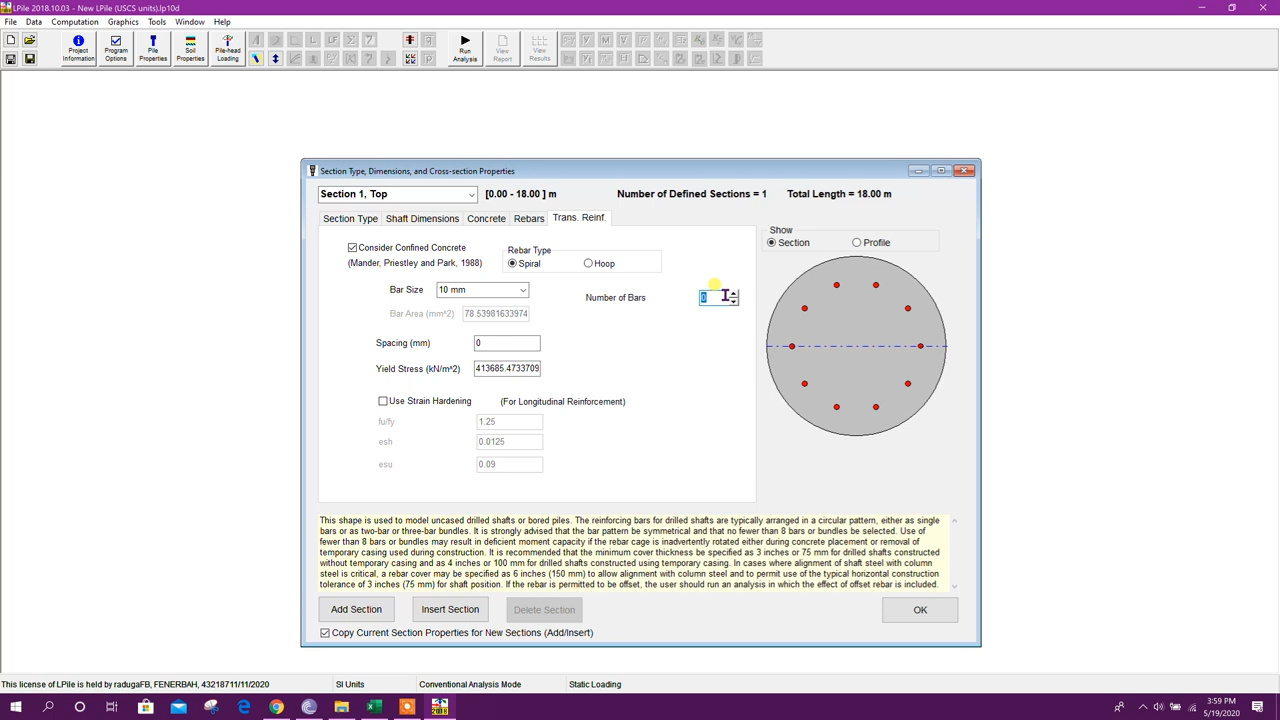 LPile 2018.10.03 - New LPile (USCS units).lp10d
File Data Computation Graphics Tools Window Help
Project Information
Program Options
Pile Properties
Soil Properties
Pile-head Loading
Run Analysis
View Report
View Results
Section Type, Dimensions, and Cross-section Properties
Section 1, Top [0.00 - 18.00 ] m Number of Defined Sections = 1 Total Length = 18.00 m
Section Type Shaft Dimensions Concrete Rebars Trans. Reinf.
Show
Section Profile
Consider Confined Concrete
(Mander, Priestley and Park, 1988)
Rebar Type
Spiral Hoop
Bar Size 10 mm
Number of Bars 0
Bar Area (mm^2) 78.53981633974
Spacing (mm) 0
Yield Stress (kN/m^2) 413685.4733709
Use Strain Hardening (For Longitudinal Reinforcement)
fu/fy 1.25
esh 0.0125
esu 0.09
This shape is used to model uncased drilled shafts or bored piles. The reinforcing bars for drilled shafts are typically arranged in a circular pattern, either as single
bars or as two-bar or three-bar bundles. It is strongly advised that the bar pattern be symmetrical and that no fewer than 8 bars or bundles be selected. Use of
fewer than 8 bars or bundles may result in deficient moment capacity if the rebar cage is inadvertently rotated either during concrete placement or removal of
temporary casing used during construction. It is recommended that the minimum cover thickness be specified as 3 inches or 75 mm for drilled shafts constructed
without temporary casing and as 4 inches or 100 mm for drilled shafts constructed using temporary casing. In cases where alignment of shaft steel with column
steel is critical, a rebar cover may be specified as 6 inches (150 mm) to allow alignment with column steel and to permit use of the typical horizontal construction
tolerance of 3 inches (75 mm) for shaft position. If the rebar is permitted to be offset, the user should run an analysis in which the effect of offset rebar is included.
Add Section Insert Section Delete Section OK
Copy Current Section Properties for New Sections (Add/Insert)
This license of LPile is held by radugaFB, FENERBAH, 43218711/11/2020 SI Units Conventional Analysis Mode Static Loading
3:59 PM
5/19/2020